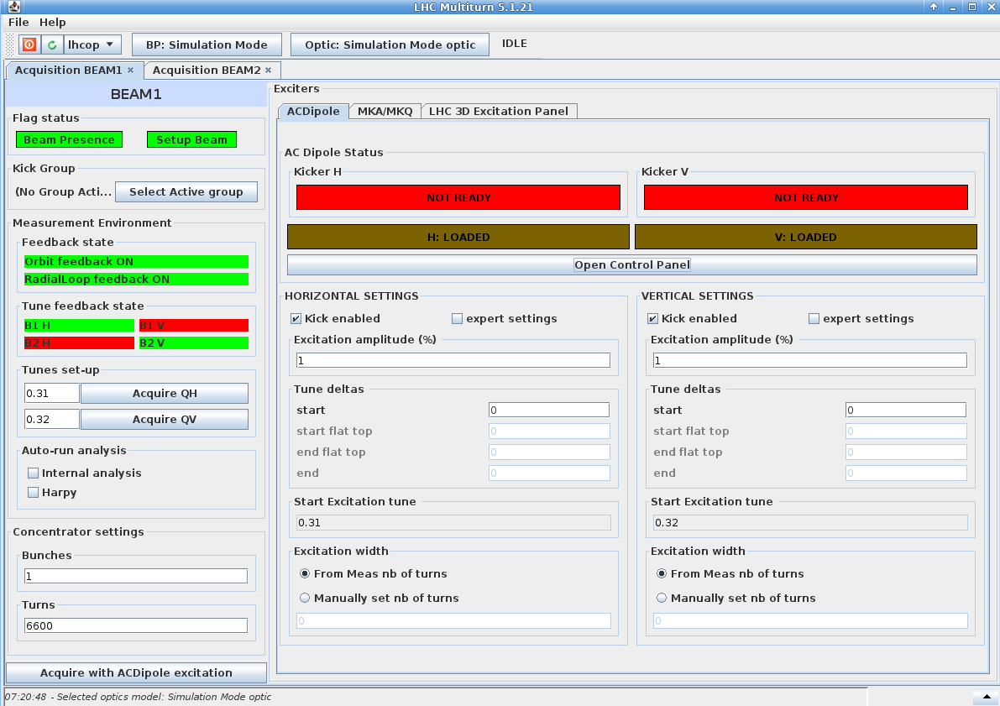 LHC Multiturn 5.1.21
File Help
lhcop BP: Simulation Mode Optic: Simulation Mode optic IDLE
Acquisition BEAM1 Acquisition BEAM2
BEAM1
Flag status
Beam Presence Setup Beam
Kick Group
(No Group Acti... Select Active group
Measurement Environment
Feedback state
Orbit feedback ON
RadialLoop feedback ON
Tune feedback state
B1 H B1 V
B2 H B2 V
Tunes set-up
0.31 Acquire QH
0.32 Acquire QV
Auto-run analysis
Internal analysis
Harpy
Concentrator settings
Bunches
1
Turns
6600
Acquire with ACDipole excitation
Exciters
ACDipole MKA/MKQ LHC 3D Excitation Panel
AC Dipole Status
Kicker H Kicker V
NOT READY NOT READY
H: LOADED V: LOADED
Open Control Panel
HORIZONTAL SETTINGS
Kick enabled expert settings
Excitation amplitude (%)
1
Tune deltas
start 0
start flat top 0
end flat top 0
end 0
Start Excitation tune
0.31
Excitation width
From Meas nb of turns
Manually set nb of turns
0
VERTICAL SETTINGS
Kick enabled expert settings
Excitation amplitude (%)
1
Tune deltas
start 0
start flat top 0
end flat top 0
end 0
Start Excitation tune
0.32
Excitation width
From Meas nb of turns
Manually set nb of turns
0
07:20:48 - Selected optics model: Simulation Mode optic